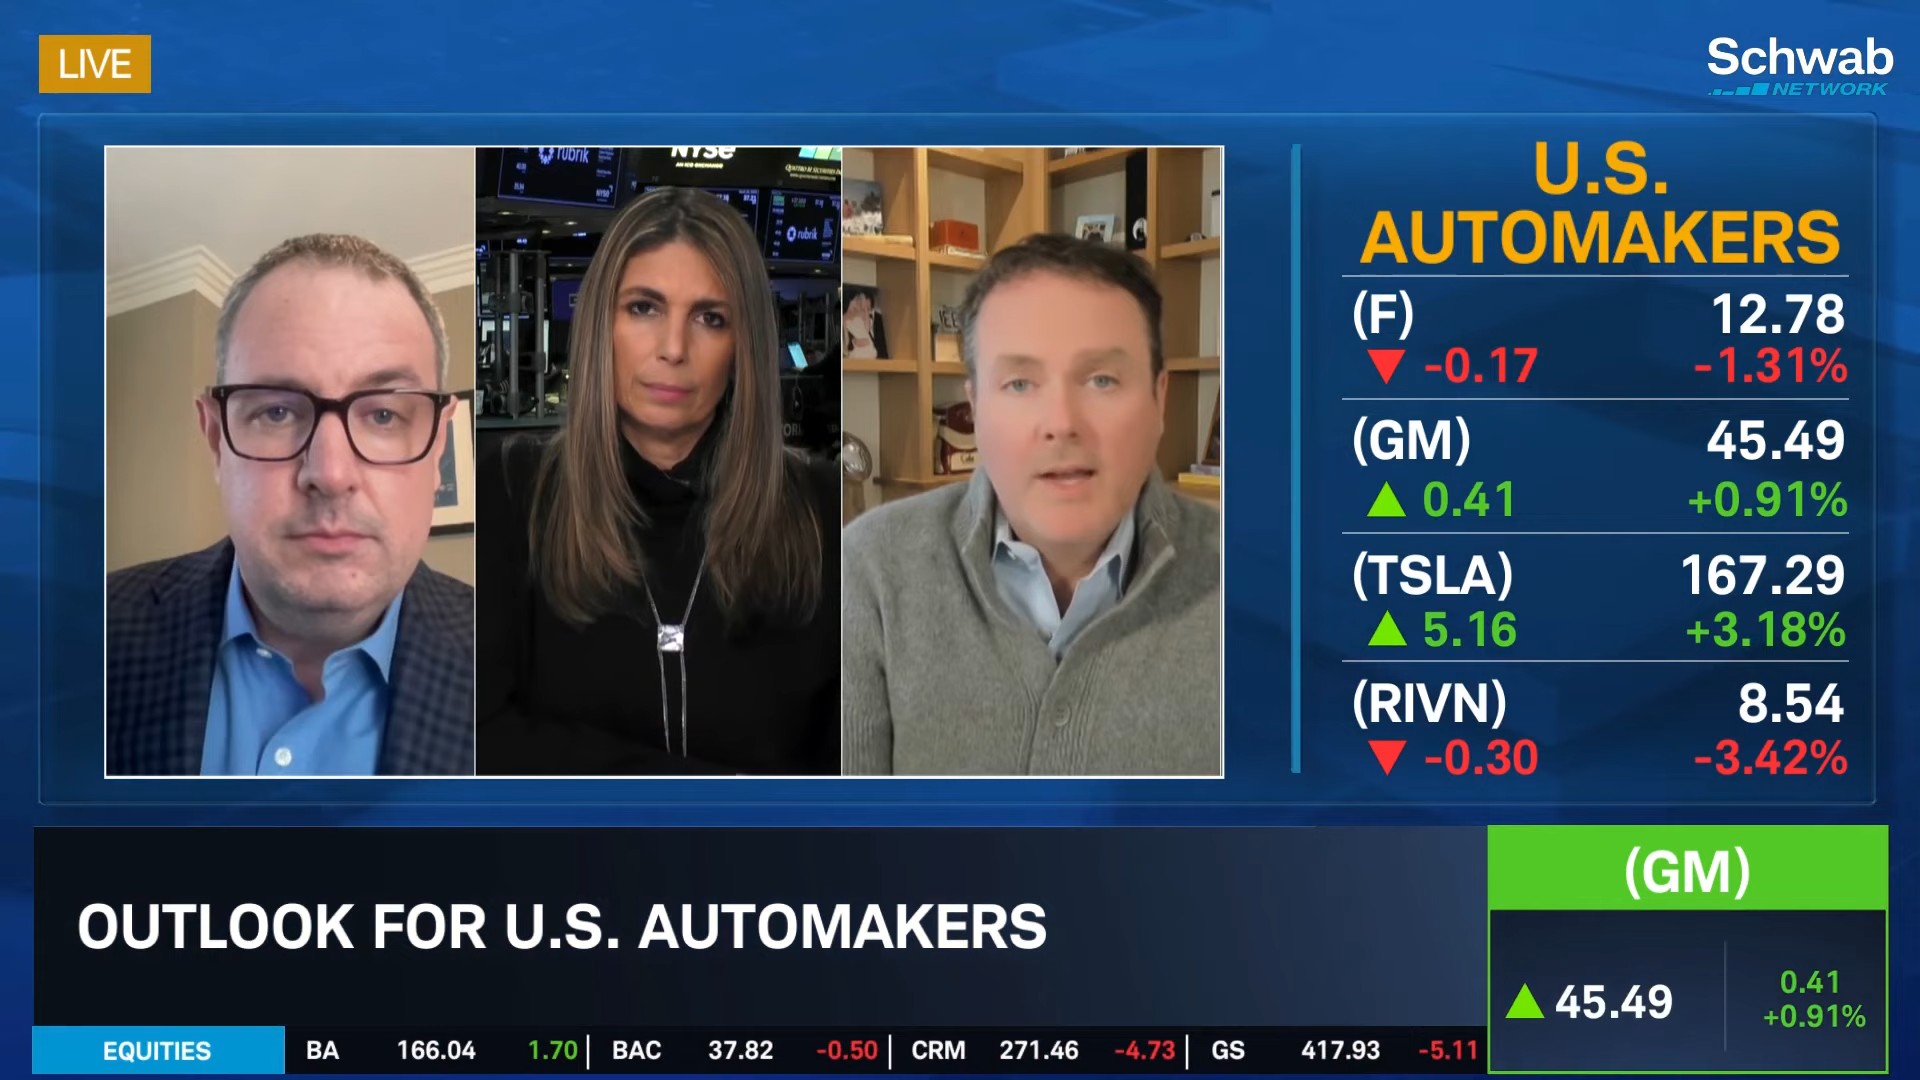 LIVE
Schwab
NETWORK
rubrik
NYSE
rubrik
U.S.
AUTOMAKERS
(F) 12.78
▼ -0.17 -1.31%
(GM) 45.49
▲ 0.41 +0.91%
(TSLA) 167.29
▲ 5.16 +3.18%
(RIVN) 8.54
▼ -0.30 -3.42%
OUTLOOK FOR U.S. AUTOMAKERS
(GM)
▲ 45.49
0.41
+0.91%
EQUITIES BA 166.04 1.70 BAC 37.82 -0.50 CRM 271.46 -4.73 GS 417.93 -5.11